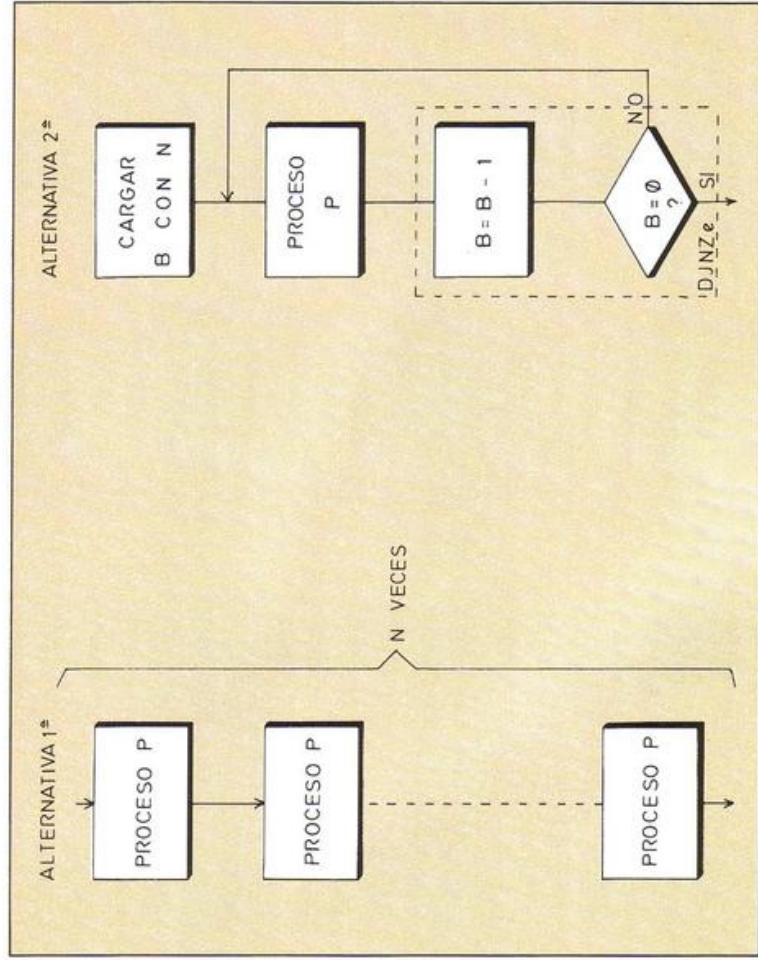 ALTERNATIVA 1ª
PROCESO P
PROCESO P
PROCESO P
N VECES
ALTERNATIVA 2ª
CARGAR
B CON N
PROCESO
P
B = B - 1
B = Ø
?
NO
DJNZ e
SI